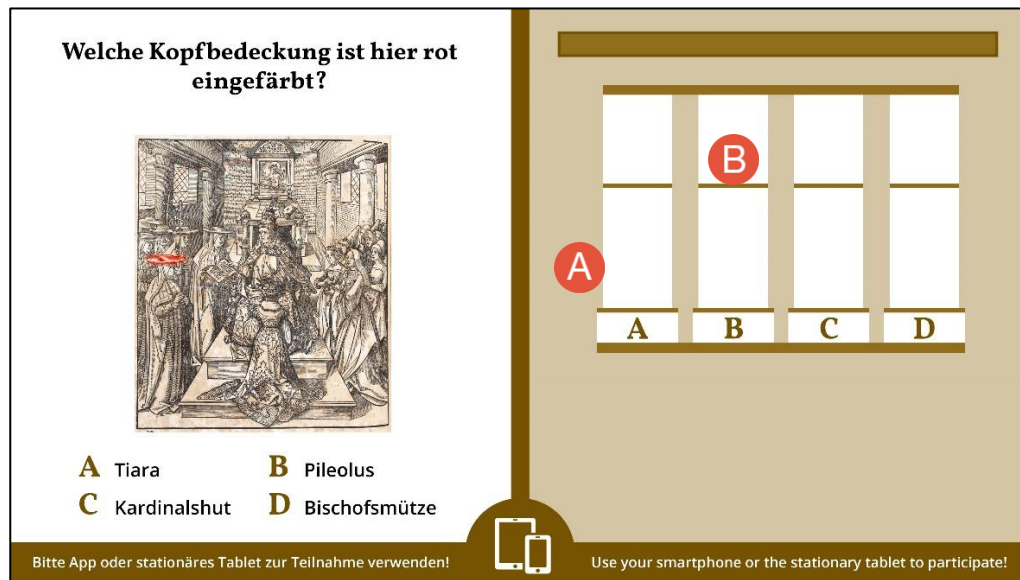 Welche Kopfbedeckung ist hier rot
eingefärbt?
A Tiara
B Pileolus
C Kardinalshut
D Bischofsmütze
Bitte App oder stationäres Tablet zur Teilnahme verwenden!
B
A
A B C D
Use your smartphone or the stationary tablet to participate!